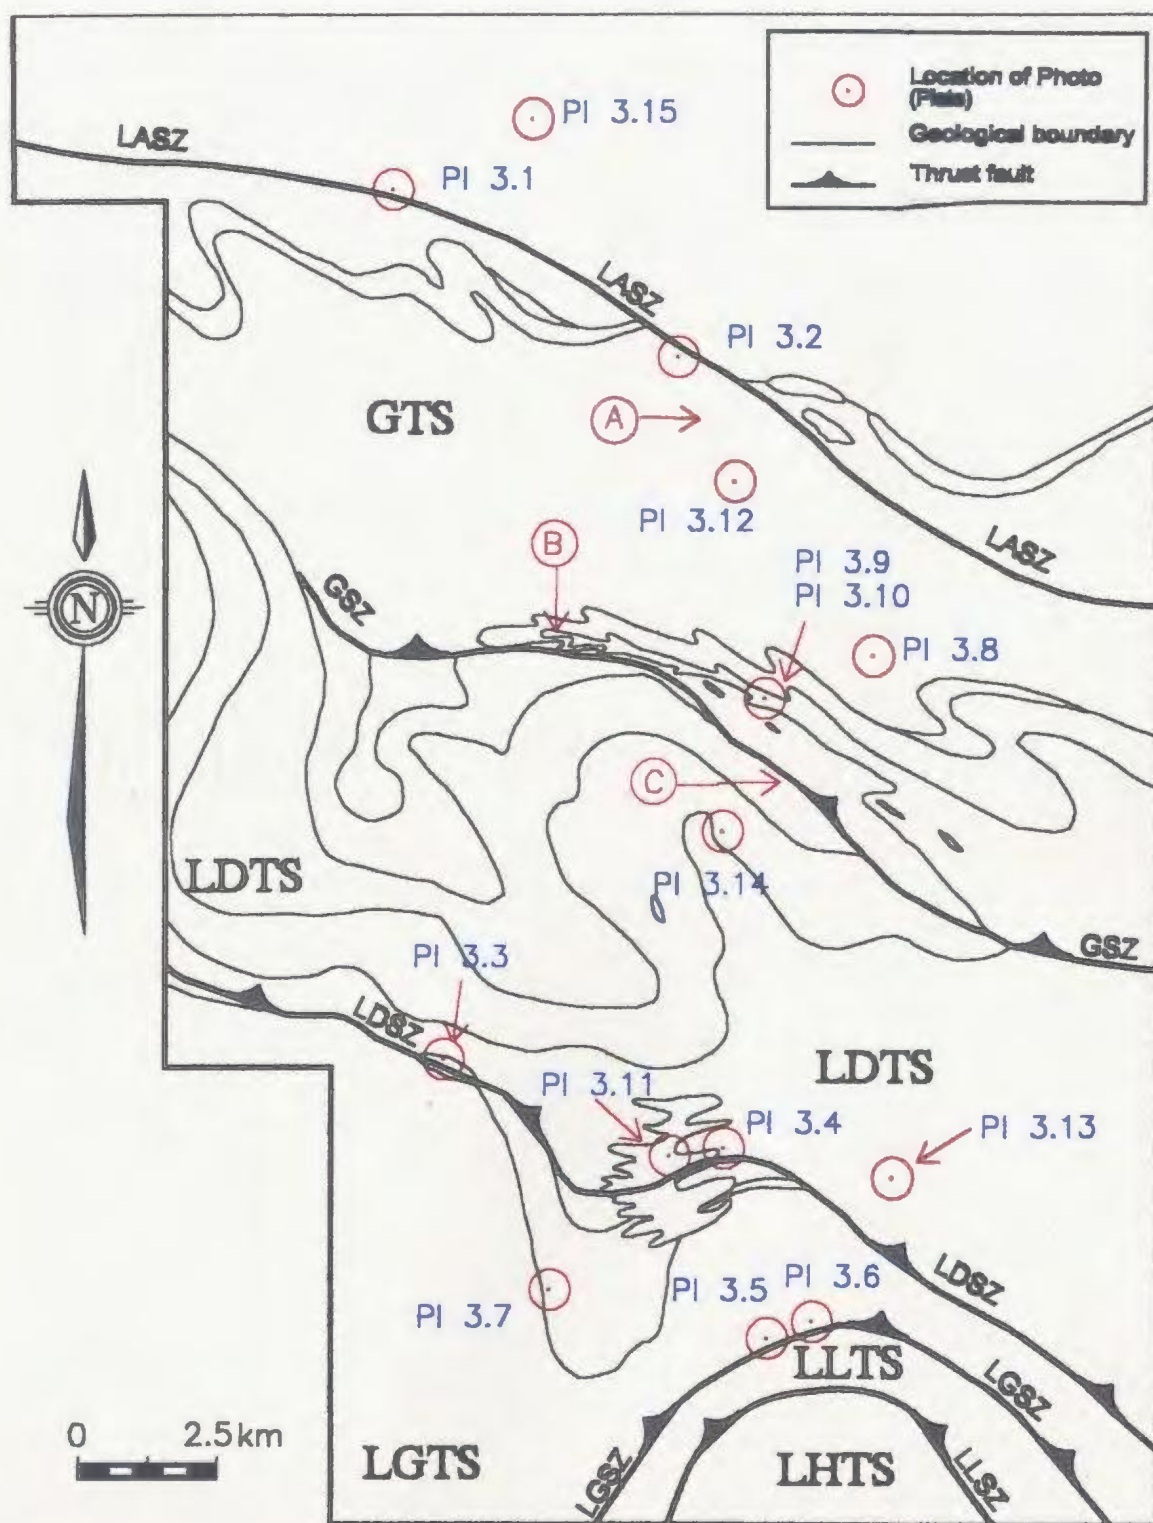 Location of Photo
(Plate)
Geological boundary
Thrust fault
Pl 3.15
LASZ
Pl 3.1
LASZ
Pl 3.2
GTS
A
Pl 3.12
B
Pl 3.9
Pl 3.10
LASZ
GSZ
Pl 3.8
C
LDTS
Pl 3.14
GSZ
Pl 3.3
LDSZ
LDTS
N
Pl 3.11
Pl 3.4
Pl 3.13
LDSZ
Pl 3.5
Pl 3.6
Pl 3.7
LLTS
LGSZ
0 2.5km
LGTS
LGSZ
LHTS
LLSZ